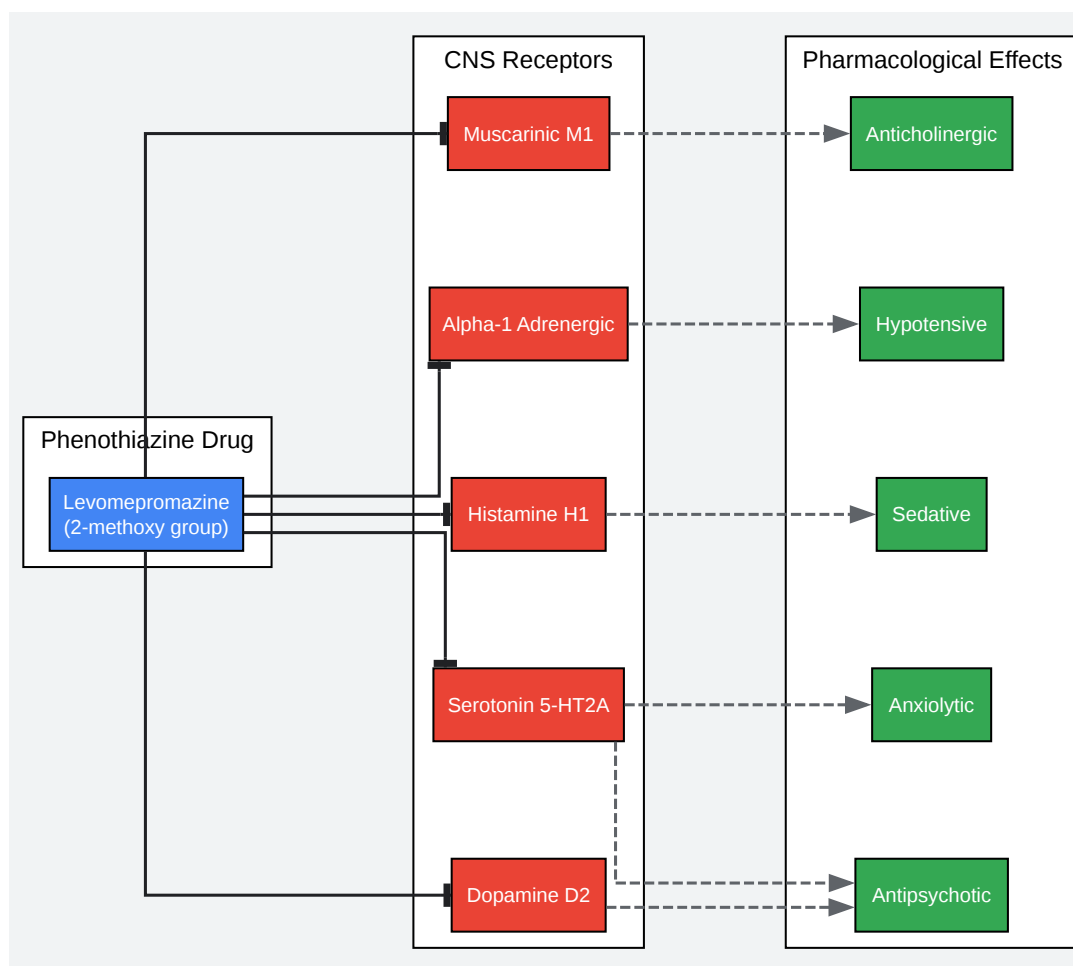 CNS Receptors
Pharmacological Effects
Muscarinic M1
Anticholinergic
Alpha-1 Adrenergic
Hypotensive
Phenothiazine Drug
Levomepromazine
(2-methoxy group)
Histamine H1
Sedative
Serotonin 5-HT2A
Anxiolytic
Dopamine D2
Antipsychotic